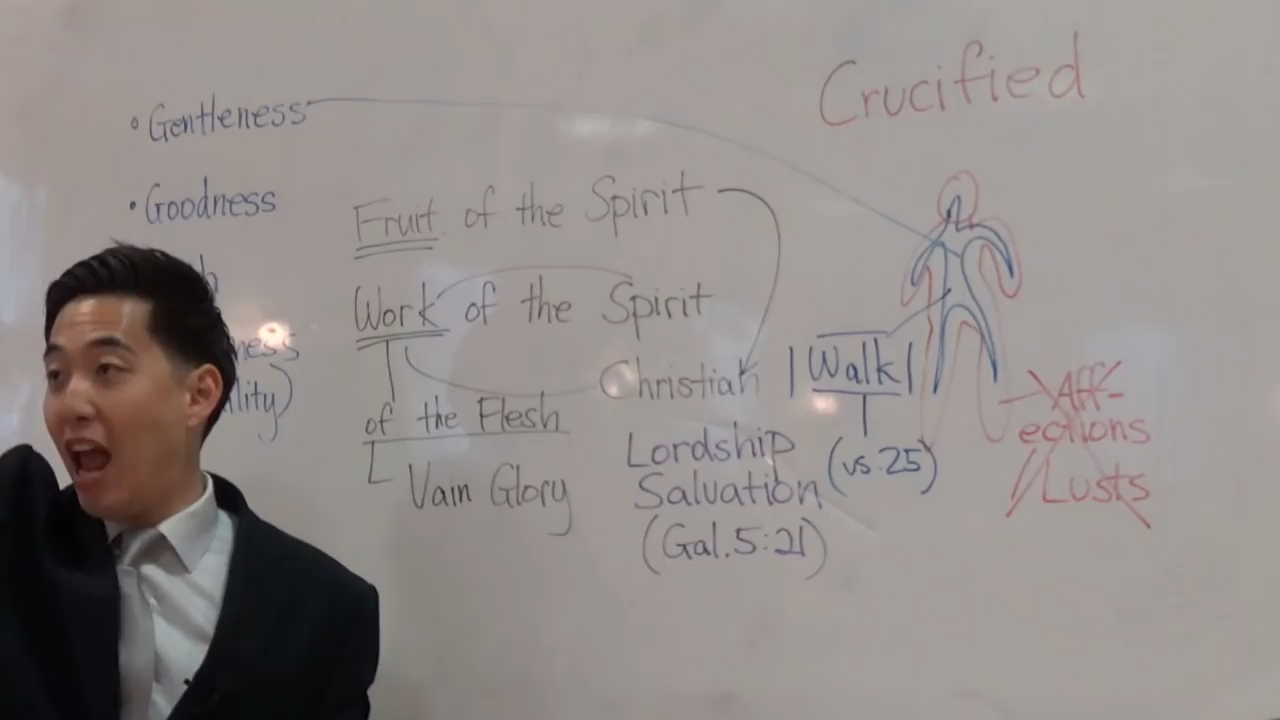 Crucified
• Gentleness
• Goodness
Fruit of the Spirit
Work of the Spirit
Christian |Walk|
of the Flesh
Vain Glory
Lordship
Salvation
(Gal. 5:21)
(vs. 25)
Aff-
ections
Lusts